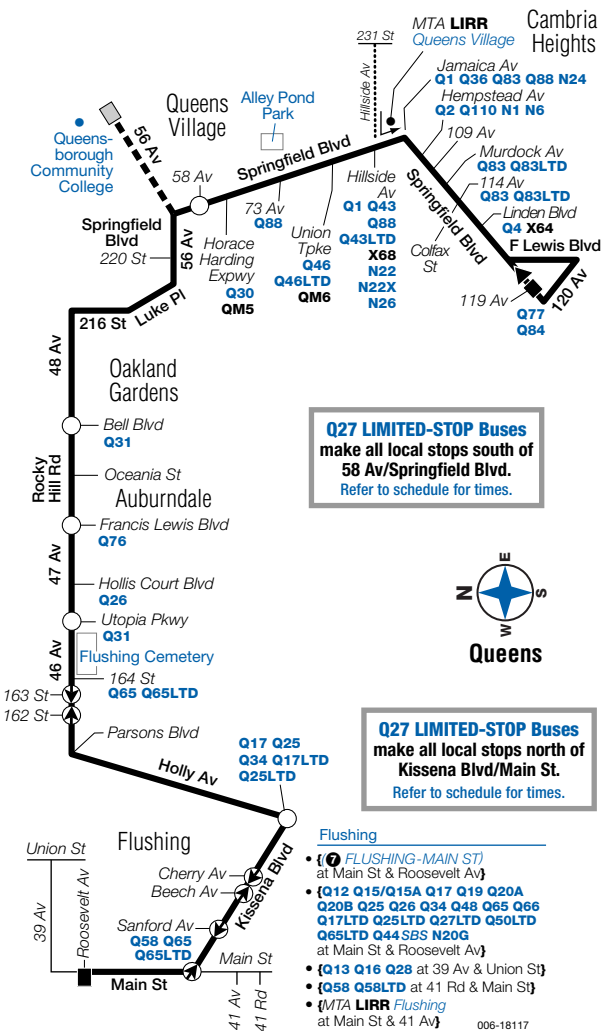 Cambria
Heights
MTA LIRR
Queens Village
231 St
Hillside Av
Jamaica Av
Q1 Q36 Q83 Q88 N24
Hempstead Av
Q2 Q110 N1 N6
109 Av
Murdock Av
Q83 Q83LTD
114 Av
Q83 Q83LTD
Linden Blvd
Q4 X64
F Lewis Blvd
Colfax
St
119 Av
120 Av
Q77
Q84
Springfield Blvd
Queens
Village
Alley Pond
Park
Springfield Blvd
Queens-
borough
Community
College
56 Av
58 Av
73 Av
Q88
Union
Tpke
Q46
Q46LTD
QM6
Hillside
Av
Q1 Q43
Q88
Q43LTD
X68
N22
N22X
N26
Horace
Harding
Expwy
Q30
QM5
Springfield
Blvd
220 St
56 Av
Luke Pl
216 St
48 Av
Oakland
Gardens
Bell Blvd
Q31
Rocky
Hill Rd
Oceania St
Auburndale
Francis Lewis Blvd
Q76
47 Av
Hollis Court Blvd
Q26
Utopia Pkwy
Q31
46 Av
Flushing Cemetery
164 St
Q65 Q65LTD
163 St
162 St
Parsons Blvd
Holly Av
Q17 Q25
Q34 Q17LTD
Q25LTD
Flushing
Kissena Blvd
Cherry Av
Beech Av
Sanford Av
Q58 Q65
Q65LTD
Union St
39 Av
Roosevelt Av
Main St
Main St
41 Av
41 Rd
Q27 LIMITED-STOP Buses
make all local stops south of
58 Av/Springfield Blvd.
Refer to schedule for times.
N
E
S
W
Queens
Q27 LIMITED-STOP Buses
make all local stops north of
Kissena Blvd/Main St.
Refer to schedule for times.
Flushing
• {(7 FLUSHING-MAIN ST)
at Main St & Roosevelt Av}
• {Q12 Q15/Q15A Q17 Q19 Q20A
Q20B Q25 Q26 Q34 Q48 Q65 Q66
Q17LTD Q25LTD Q27LTD Q50LTD
Q65LTD Q44SBS N20G
at Main St & Roosevelt Av}
• {Q13 Q16 Q28 at 39 Av & Union St}
• {Q58 Q58LTD at 41 Rd & Main St}
• {MTA LIRR Flushing
at Main St & 41 Av}
006-18117